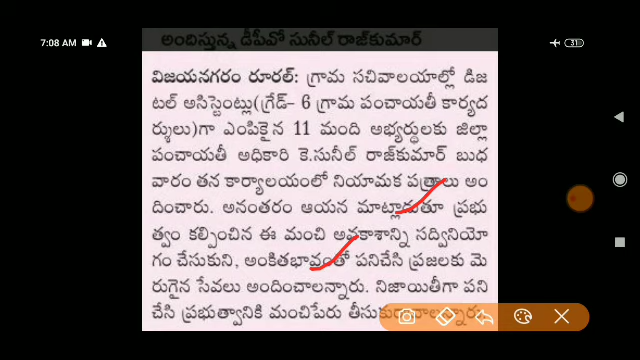 7:08 AM
31
అందిస్తున్న డీపీవో సునీల్ రాజ్‌కుమార్
విజయనగరం రూరల్: గ్రామ సచివాలయాల్లో డిజ
టల్ అసిస్టెంట్లు(గ్రేడ్- 6 గ్రామ పంచాయతీ కార్యద
ర్శులు)గా ఎంపికైన 11 మంది అభ్యర్థులకు జిల్లా
పంచాయతీ అధికారి కె.సునీల్ రాజ్‌కుమార్ బుధ
వారం తన కార్యాలయంలో నియామక పత్రాలు అం
దించారు. అనంతరం ఆయన మాట్లాడుతూ ప్రభు
త్వం కల్పించిన ఈ మంచి అవకాశాన్ని సద్వినియో
గం చేసుకుని, అంకితభావంతో పనిచేసి ప్రజలకు మె
రుగైన సేవలు అందించాలన్నారు. నిజాయితీగా పని
చేసి ప్రభుత్వానికి మంచిపేరు